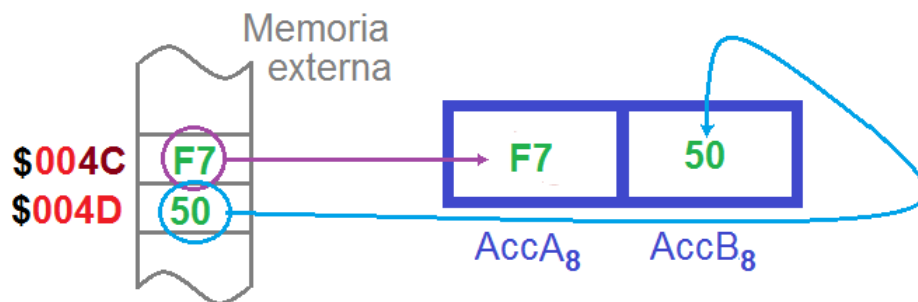 Memoria
externa
$004C F7 F7 50
$004D 50
AccA8 AccB8